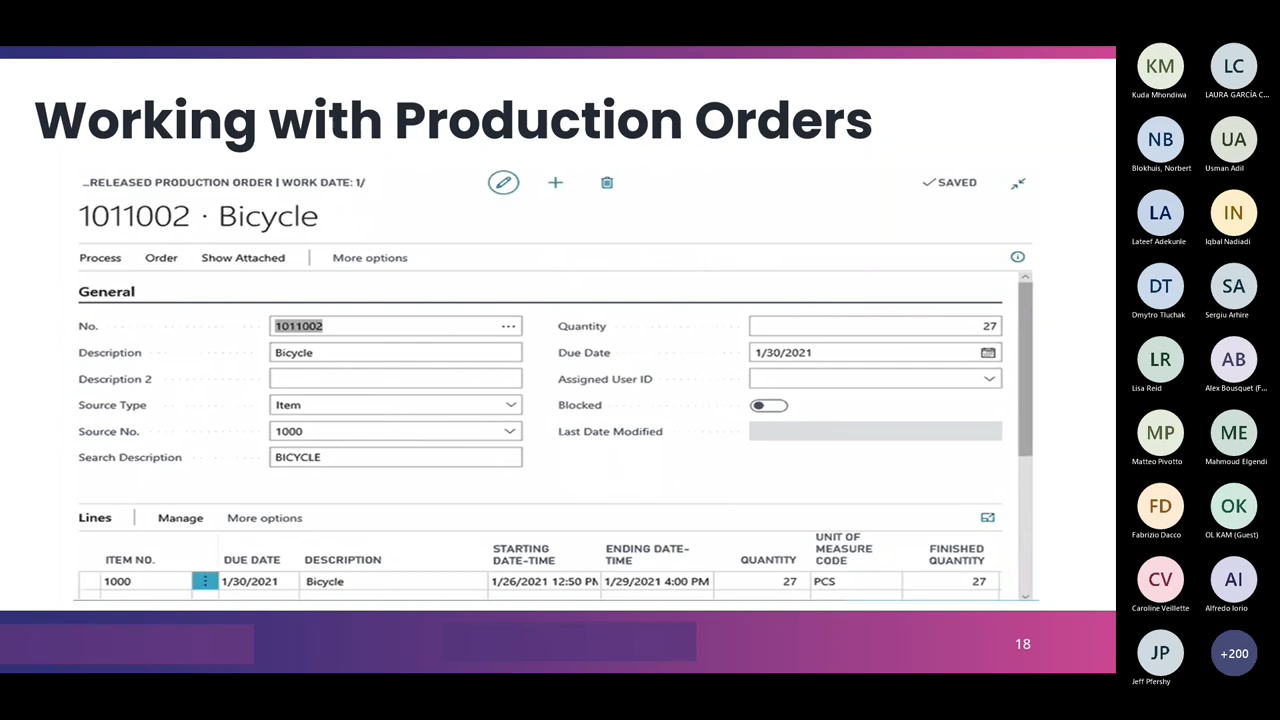 Working with Production Orders
...RELEASED PRODUCTION ORDER | WORK DATE: 1/
SAVED
1011002 · Bicycle
Process Order Show Attached More options
General
No. 1011002
Description Bicycle
Description 2
Source Type Item
Source No. 1000
Search Description BICYCLE
Quantity 27
Due Date 1/30/2021
Assigned User ID
Blocked
Last Date Modified
Lines Manage More options
ITEM NO. DUE DATE DESCRIPTION STARTING DATE-TIME ENDING DATE-TIME QUANTITY UNIT OF MEASURE CODE FINISHED QUANTITY
1000 1/30/2021 Bicycle 1/26/2021 12:50 PM 1/29/2021 4:00 PM 27 PCS 27
18
KM LC
Kuda Mhondiwa LAURA GARCÍA C...
NB UA
Blokhuis, Norbert Usman Adil
LA IN
Lateef Adekunle Iqbal Nadiadi
DT SA
Dmytro Tluchak Sergiu Arhire
LR AB
Lisa Reid Alex Bousquet (F...
MP ME
Matteo Pivotto Mahmoud Elgendi
FD OK
Fabrizio Dacco OL KAM (Guest)
CV AI
Caroline Veillette Alfredo Iorio
JP +200
Jeff Pfershy